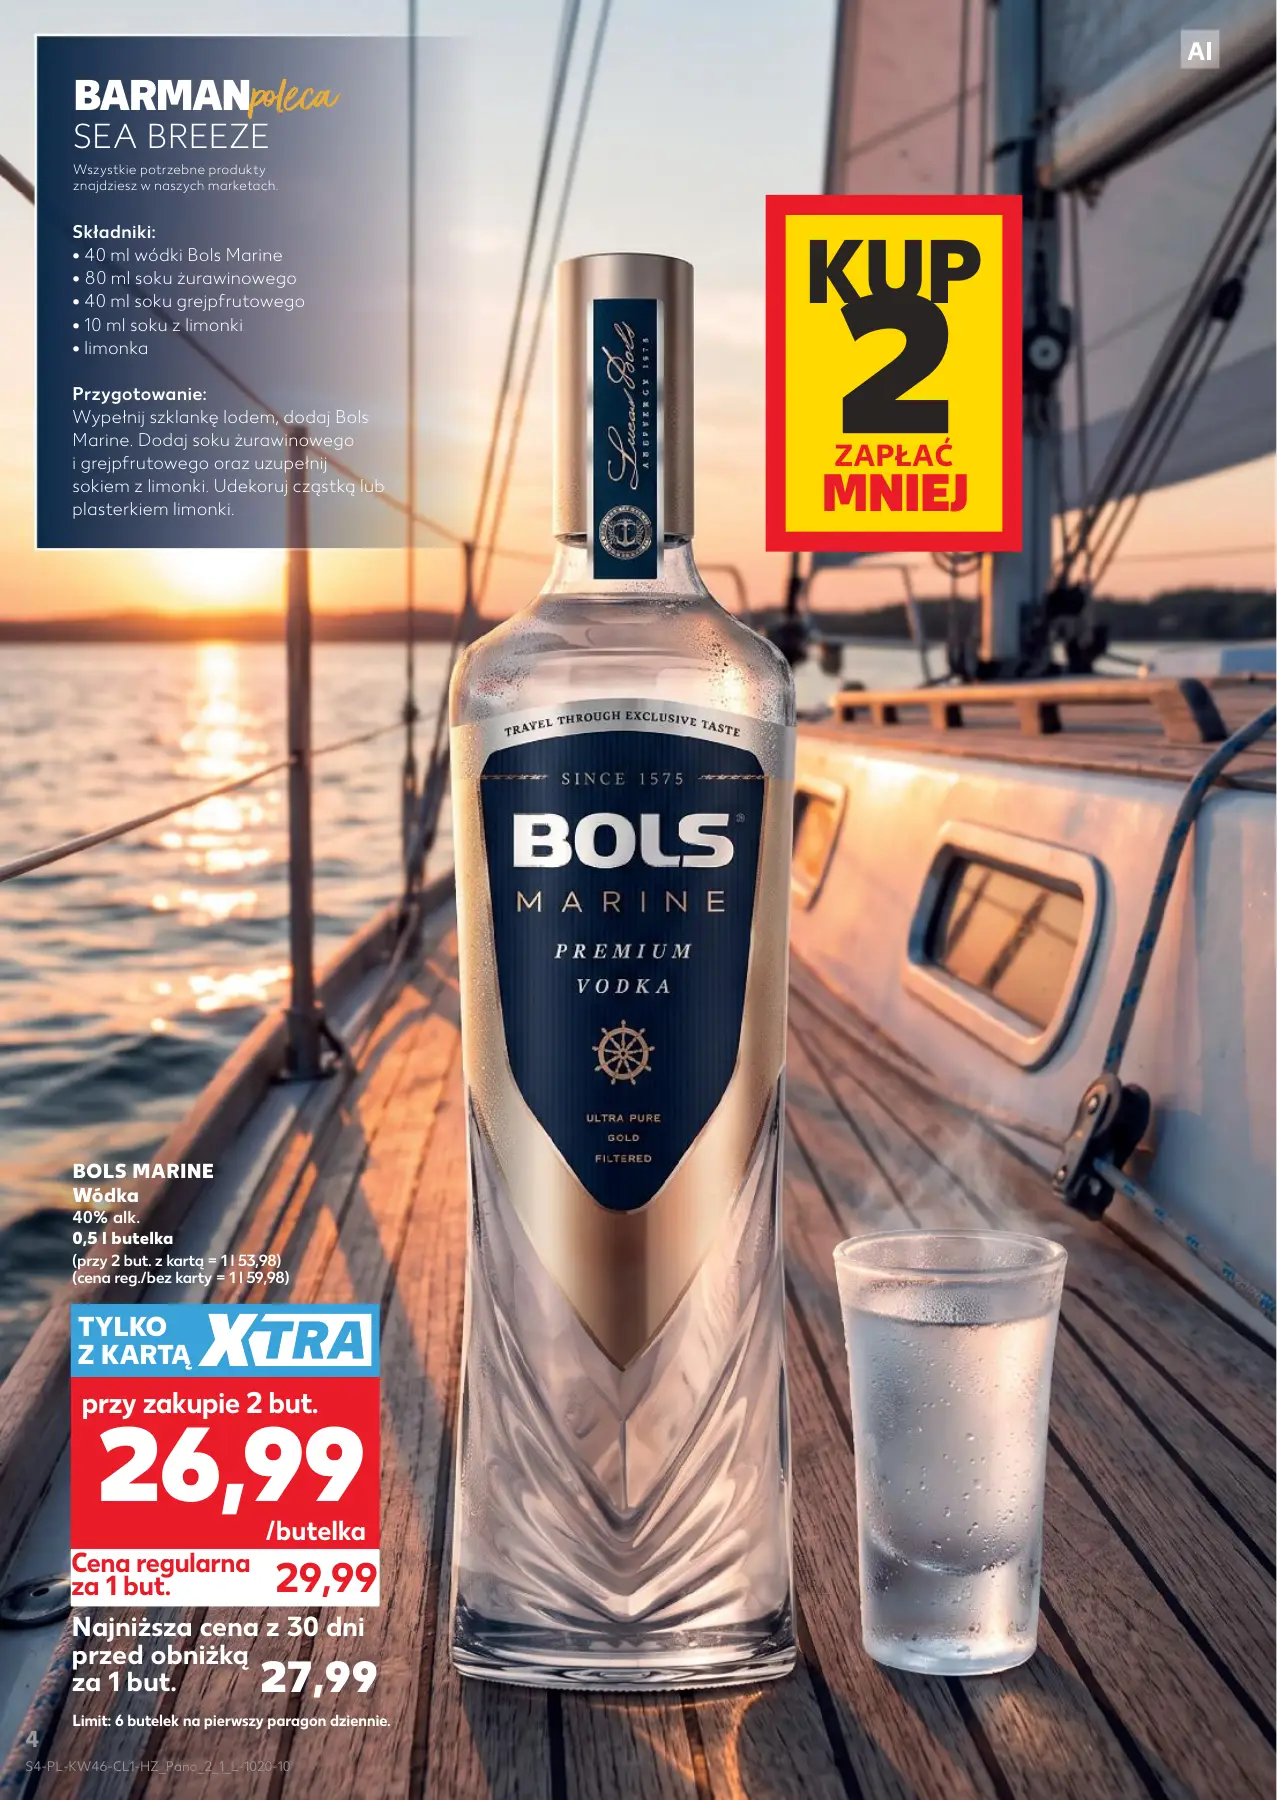 AI
BARMAN poleca
SEA BREEZE
Wszystkie potrzebne produkty
znajdziesz w naszych marketach.
Składniki:
• 40 ml wódki Bols Marine
• 80 ml soku żurawinowego
• 40 ml soku grejpfrutowego
• 10 ml soku z limonki
• limonka
Przygotowanie:
Wypełnij szklankę lodem, dodaj Bols
Marine. Dodaj soku żurawinowego
i grejpfrutowego oraz uzupełnij
sokiem z limonki. Udekoruj cząstką lub
plasterkiem limonki.
KUP
2
ZAPŁAĆ
MNIEJ
Lucas Bols
TRAVEL THROUGH EXCLUSIVE TASTE
SINCE 1575
BOLS®
MARINE
PREMIUM
VODKA
ULTRA PURE
GOLD
FILTERED
BOLS MARINE
Wódka
40% alk.
0,5 l butelka
(przy 2 but. z kartą = 1 l 53,98)
(cena reg./bez karty = 1 l 59,98)
TYLKO
Z KARTĄ XTRA
przy zakupie 2 but.
26,99
/butelka
Cena regularna
za 1 but. 29,99
Najniższa cena z 30 dni
przed obniżką
za 1 but. 27,99
Limit: 6 butelek na pierwszy paragon dziennie.
4
S4-PL-KW46-CL1-HZ_Pano_2_1_L-1020-10